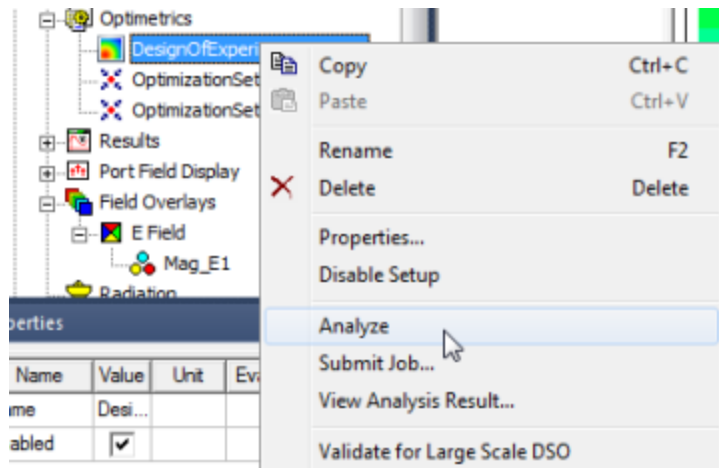 Optimetrics
DesignOfExperi
OptimizationSet
OptimizationSet
Results
Port Field Display
Field Overlays
E Field
Mag_E1
Radiation
Copy Ctrl+C
Paste Ctrl+V
Rename F2
Delete Delete
Properties...
Disable Setup
Analyze
Submit Job...
View Analysis Result...
Validate for Large Scale DSO
perties
Name Value Unit Eva
me Desi...
abled